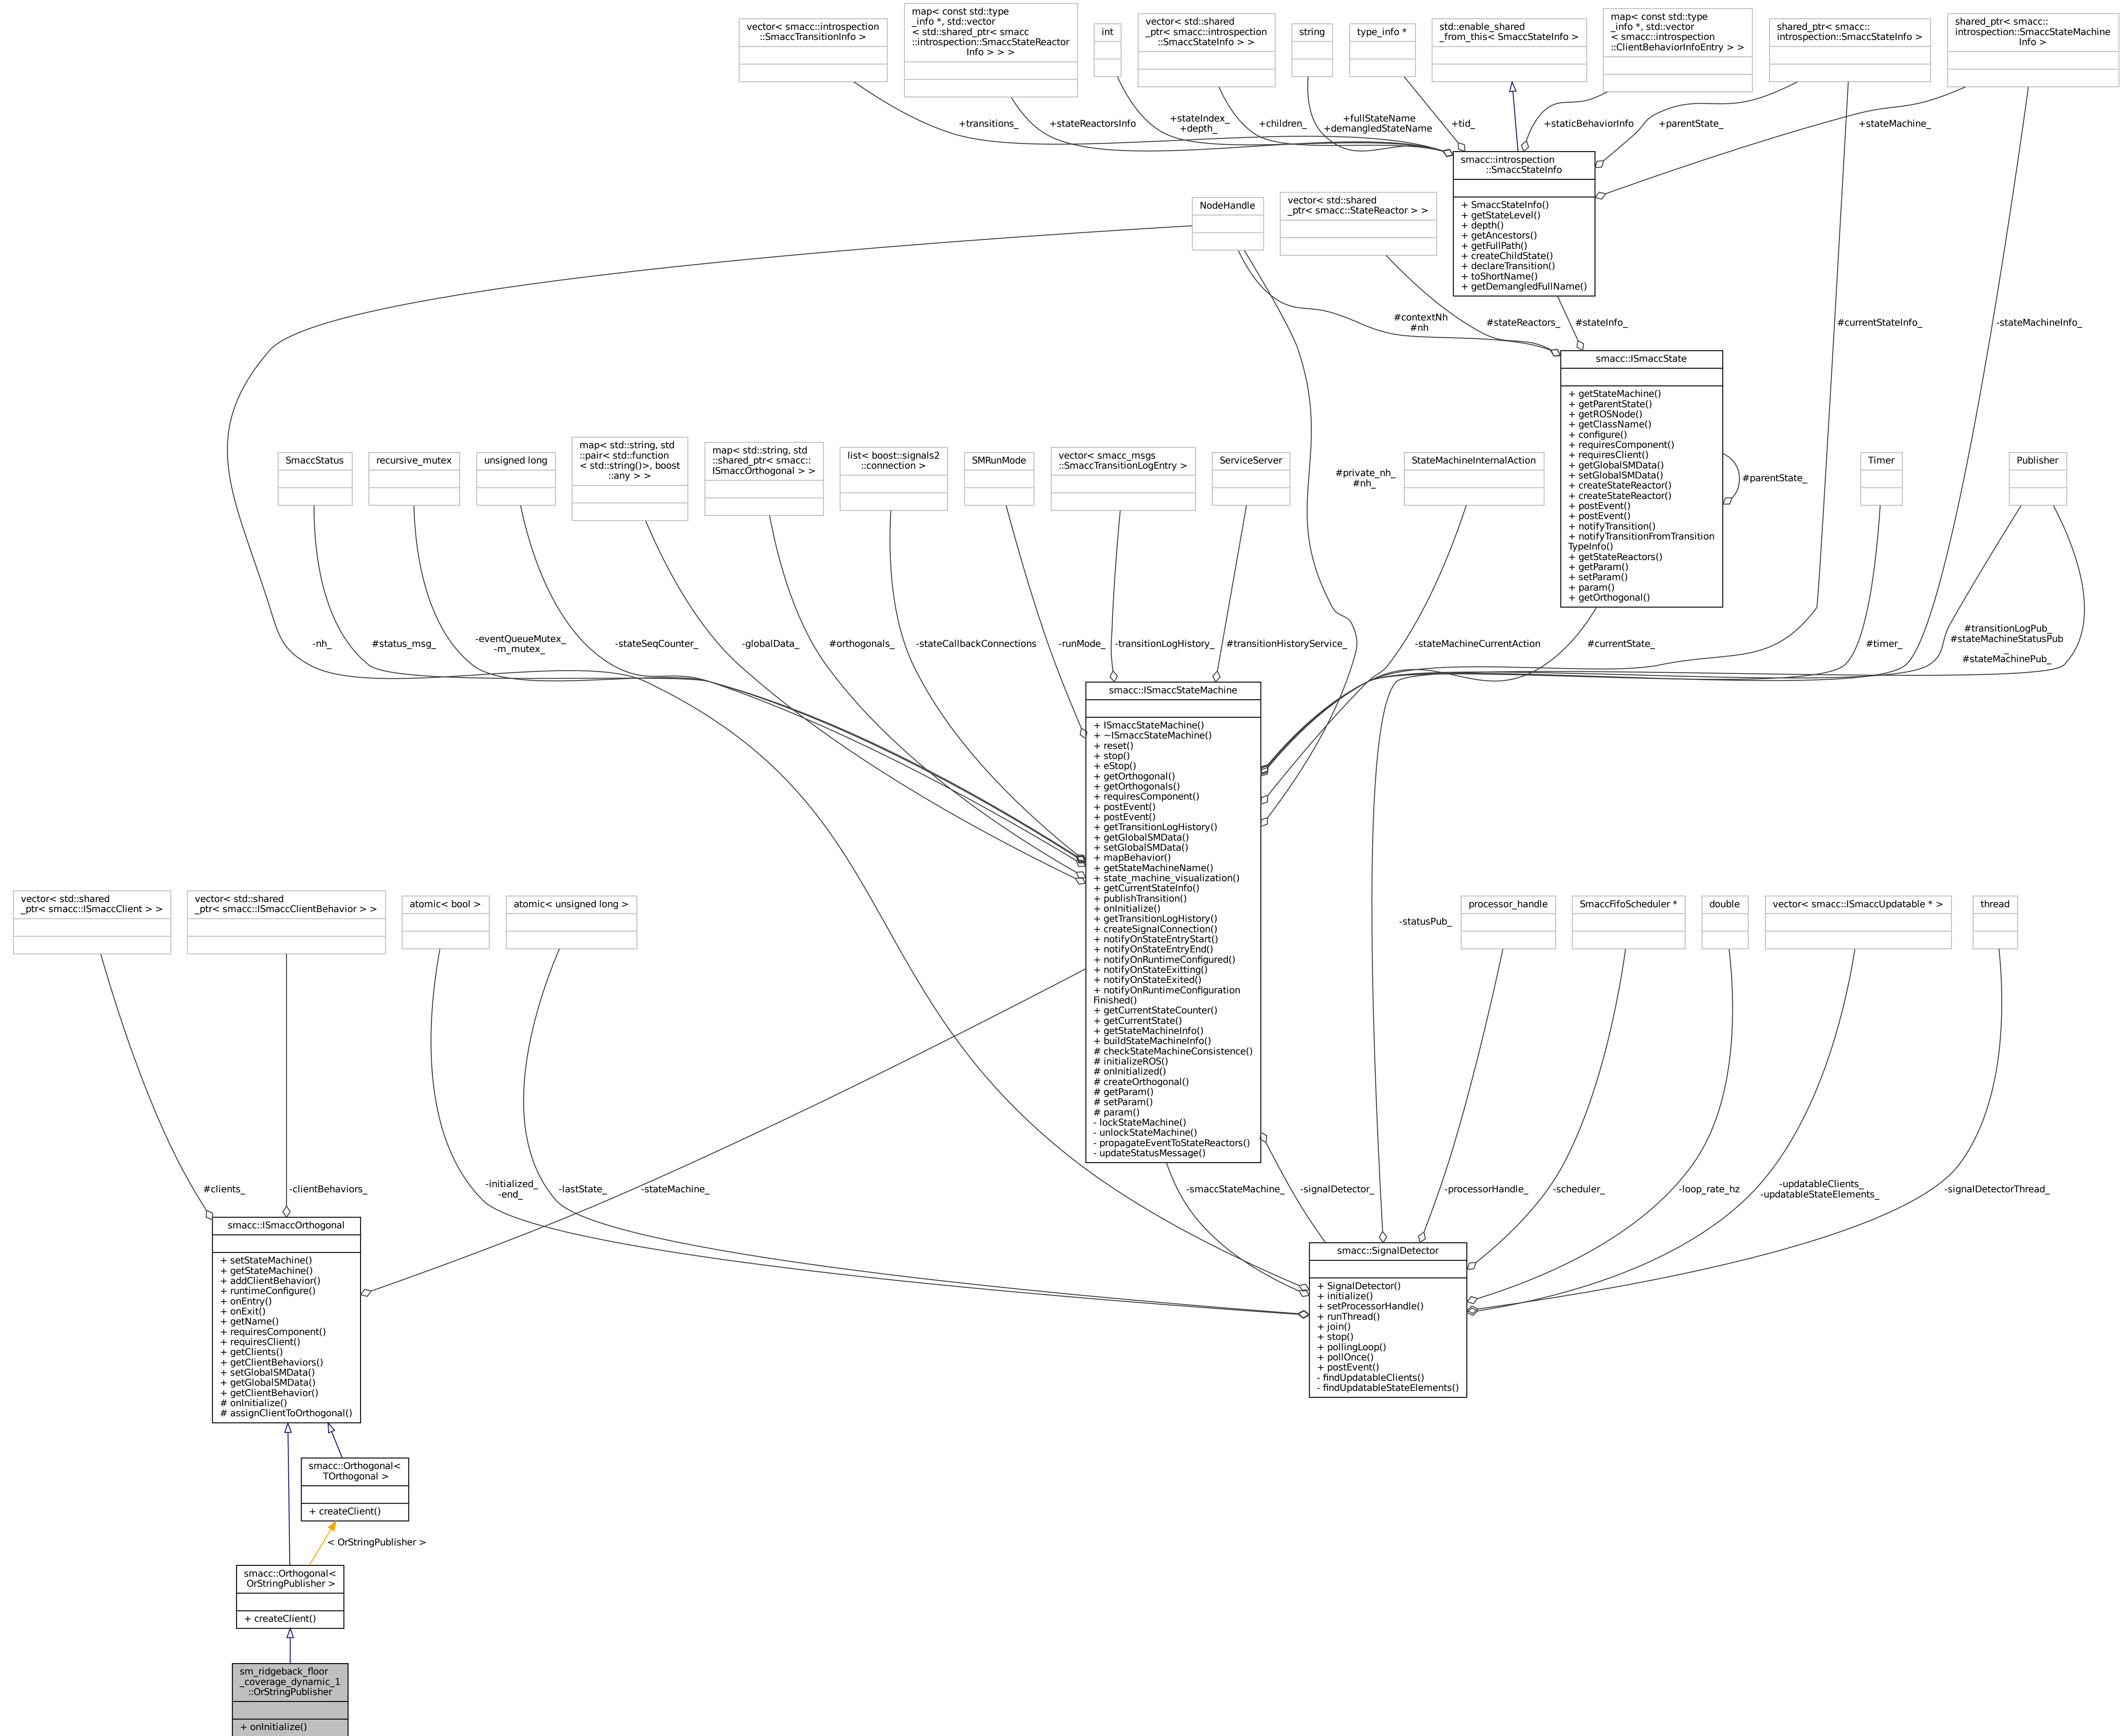 vector< smacc::introspection
::SmaccTransitionInfo >
map< const std::type
_info *, std::vector
< std::shared_ptr< smacc
::introspection::SmaccStateReactor
Info > > >
int
vector< std::shared
_ptr< smacc::introspection
::SmaccStateInfo > >
string
type_info *
std::enable_shared
_from_this< SmaccStateInfo >
map< const std::type
_info *, std::vector
< smacc::introspection
::ClientBehaviorInfoEntry > >
shared_ptr< smacc::
introspection::SmaccStateInfo >
shared_ptr< smacc::
introspection::SmaccStateMachine
Info >
+transitions_
+stateReactorsInfo
+stateIndex_
+depth_
+children_
+fullStateName
+demangledStateName
+tid_
+staticBehaviorInfo
+parentState_
+stateMachine_
smacc::introspection
::SmaccStateInfo
+ SmaccStateInfo()
+ getStateLevel()
+ depth()
+ getAncestors()
+ getFullPath()
+ createChildState()
+ declareTransition()
+ toShortName()
+ getDemangledFullName()
NodeHandle
vector< std::shared
_ptr< smacc::StateReactor > >
#contextNh
#nh
#stateReactors_
#stateInfo_
#currentStateInfo_
-stateMachineInfo_
smacc::ISmaccState
+ getStateMachine()
+ getParentState()
+ getROSNode()
+ getClassName()
+ configure()
+ requiresComponent()
+ requiresClient()
+ getGlobalSMData()
+ setGlobalSMData()
+ createStateReactor()
+ createStateReactor()
+ postEvent()
+ postEvent()
+ notifyTransition()
+ notifyTransitionFromTransition
TypeInfo()
+ getStateReactors()
+ getParam()
+ setParam()
+ param()
+ getOrthogonal()
#parentState_
SmaccStatus
recursive_mutex
unsigned long
map< std::string, std
::pair< std::function
< std::string()>, boost
::any > >
map< std::string, std
::shared_ptr< smacc::
ISmaccOrthogonal > >
list< boost::signals2
::connection >
SMRunMode
vector< smacc_msgs
::SmaccTransitionLogEntry >
ServiceServer
#private_nh_
#nh_
StateMachineInternalAction
Timer
Publisher
-nh_
#status_msg_
-eventQueueMutex_
-m_mutex_
-stateSeqCounter_
-globalData_
#orthogonals_
-stateCallbackConnections
-runMode_
-transitionLogHistory_
#transitionHistoryService_
-stateMachineCurrentAction
#currentState_
#timer_
#transitionLogPub_
#stateMachineStatusPub
_
#stateMachinePub_
smacc::ISmaccStateMachine
+ ISmaccStateMachine()
+ ~ISmaccStateMachine()
+ reset()
+ stop()
+ eStop()
+ getOrthogonal()
+ getOrthogonals()
+ requiresComponent()
+ postEvent()
+ postEvent()
+ getTransitionLogHistory()
+ getGlobalSMData()
+ setGlobalSMData()
+ mapBehavior()
+ getStateMachineName()
+ state_machine_visualization()
+ getCurrentStateInfo()
+ publishTransition()
+ onInitialize()
+ getTransitionLogHistory()
+ createSignalConnection()
+ notifyOnStateEntryStart()
+ notifyOnStateEntryEnd()
+ notifyOnRuntimeConfigured()
+ notifyOnStateExitting()
+ notifyOnStateExited()
+ notifyOnRuntimeConfiguration
Finished()
+ getCurrentStateCounter()
+ getCurrentState()
+ getStateMachineInfo()
+ buildStateMachineInfo()
# checkStateMachineConsistence()
# initializeROS()
# onInitialized()
# createOrthogonal()
# getParam()
# setParam()
# param()
- lockStateMachine()
- unlockStateMachine()
- propagateEventToStateReactors()
- updateStatusMessage()
vector< std::shared
_ptr< smacc::ISmaccClient > >
vector< std::shared
_ptr< smacc::ISmaccClientBehavior > >
atomic< bool >
atomic< unsigned long >
-statusPub_
processor_handle
SmaccFifoScheduler *
double
vector< smacc::ISmaccUpdatable * >
thread
#clients_
-clientBehaviors_
-initialized_
-end_
-lastState_
-stateMachine_
-smaccStateMachine_
-signalDetector_
-processorHandle_
-scheduler_
-loop_rate_hz
-updatableClients_
-updatableStateElements_
-signalDetectorThread_
smacc::ISmaccOrthogonal
+ setStateMachine()
+ getStateMachine()
+ addClientBehavior()
+ runtimeConfigure()
+ onEntry()
+ onExit()
+ getName()
+ requiresComponent()
+ requiresClient()
+ getClients()
+ getClientBehaviors()
+ setGlobalSMData()
+ getGlobalSMData()
+ getClientBehavior()
# onInitialize()
# assignClientToOrthogonal()
smacc::SignalDetector
+ SignalDetector()
+ initialize()
+ setProcessorHandle()
+ runThread()
+ join()
+ stop()
+ pollingLoop()
+ pollOnce()
+ postEvent()
- findUpdatableClients()
- findUpdatableStateElements()
smacc::Orthogonal<
TOrthogonal >
+ createClient()
< OrStringPublisher >
smacc::Orthogonal<
OrStringPublisher >
+ createClient()
sm_ridgeback_floor
_coverage_dynamic_1
::OrStringPublisher
+ onInitialize()